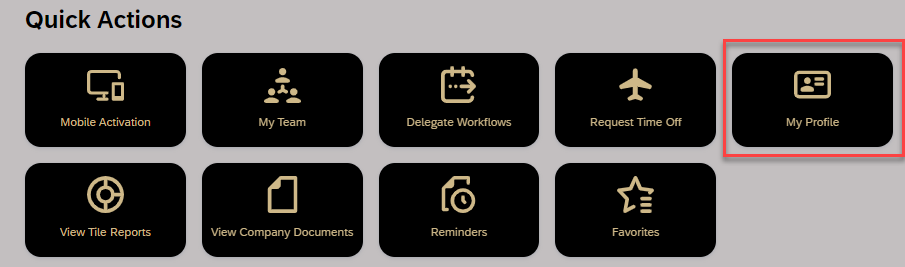 Quick Actions
Mobile Activation
My Team
Delegate Workflows
Request Time Off
My Profile
View Tile Reports
View Company Documents
Reminders
Favorites